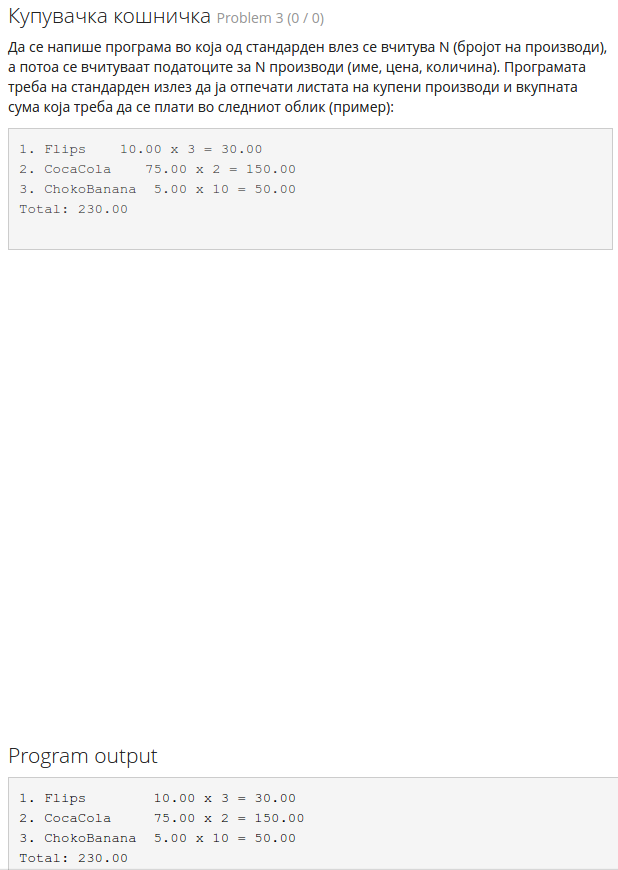 Купувачка кошничка Problem 3 (0 / 0)
Да се напише програма во која од стандарден влез се вчитува N (бројот на производи),
а потоа се вчитуваат податоците за N производи (име, цена, количина). Програмата
треба на стандарден излез да ја отпечати листата на купени производи и вкупната
сума која треба да се плати во следниот облик (пример):
1. Flips    10.00 x 3 = 30.00
2. CocaCola    75.00 x 2 = 150.00
3. ChokoBanana  5.00 x 10 = 50.00
Total: 230.00
Program output
1. Flips        10.00 x 3 = 30.00
2. CocaCola     75.00 x 2 = 150.00
3. ChokoBanana  5.00 x 10 = 50.00
Total: 230.00